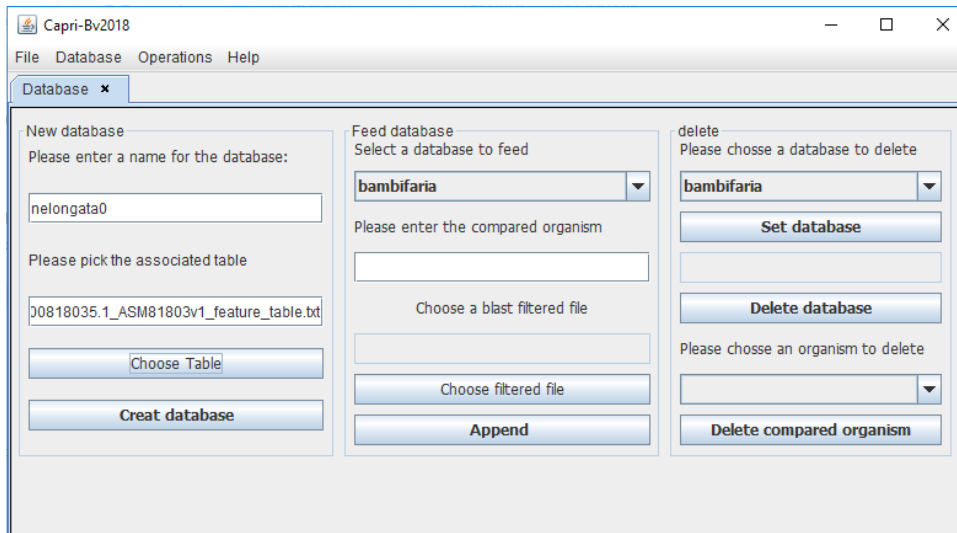 Capri-Bv2018
File Database Operations Help
Database
New database
Please enter a name for the database:
nelongata0
Please pick the associated table
00818035.1_ASM81803v1_feature_table.txt
Choose Table
Creat database
Feed database
Select a database to feed
bambifaria
Please enter the compared organism
Choose a blast filtered file
Choose filtered file
Append
delete
Please chosse a database to delete
bambifaria
Set database
Delete database
Please chosse an organism to delete
Delete compared organism